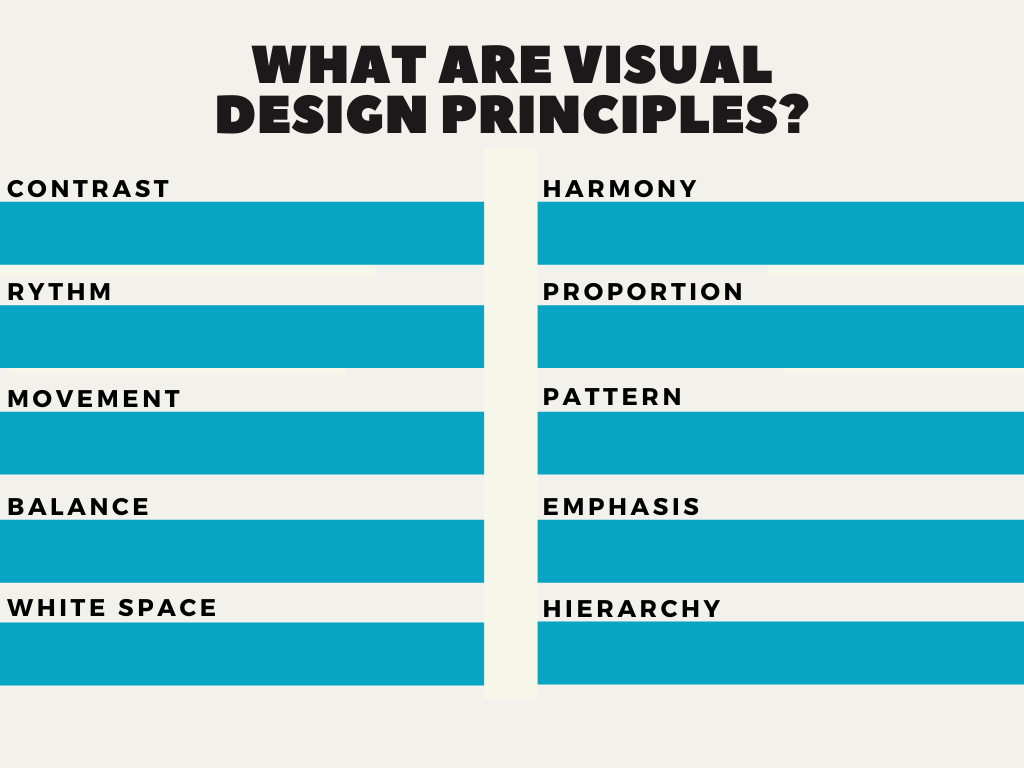 WHAT ARE VISUAL
DESIGN PRINCIPLES?
CONTRAST
RYTHM
MOVEMENT
BALANCE
WHITE SPACE
HARMONY
PROPORTION
PATTERN
EMPHASIS
HIERARCHY